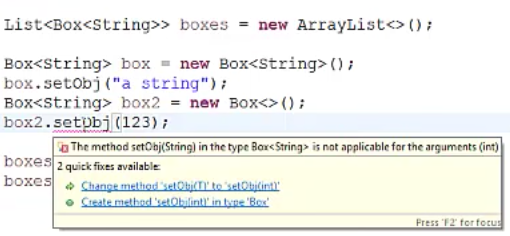 List<Box<String>> boxes = new ArrayList<>();
Box<String> box = new Box<String>();
box.setObj("a string");
Box<String> box2 = new Box<>();
box2.setObj(123);
The method setObj(String) in the type Box<String> is not applicable for the arguments (int)
boxes
2 quick fixes available:
boxes
Change method 'setObj(T)' to 'setObj(int)'
Create method 'setObj(int)' in type 'Box'
Press 'F2' for focus